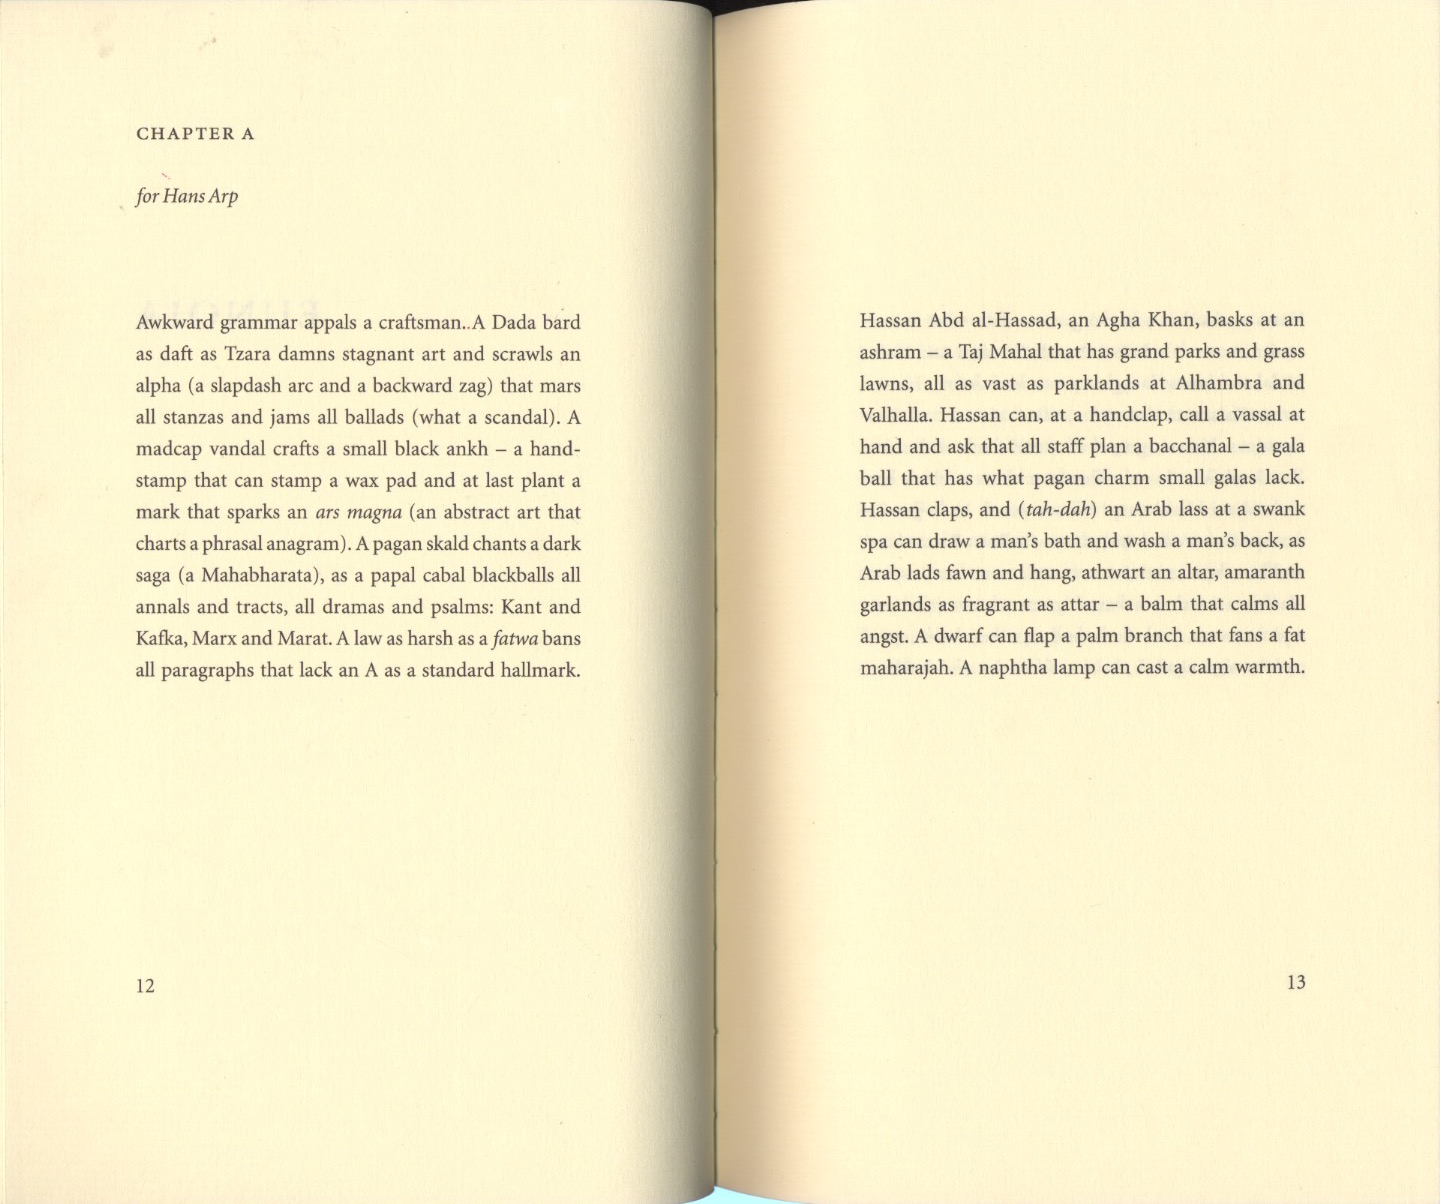 CHAPTER A
for Hans Arp
Awkward grammar appals a craftsman. A Dada bard
as daft as Tzara damns stagnant art and scrawls an
alpha (a slapdash arc and a backward zag) that mars
all stanzas and jams all ballads (what a scandal). A
madcap vandal crafts a small black ankh – a hand-
stamp that can stamp a wax pad and at last plant a
mark that sparks an ars magna (an abstract art that
charts a phrasal anagram). A pagan skald chants a dark
saga (a Mahabharata), as a papal cabal blackballs all
annals and tracts, all dramas and psalms: Kant and
Kafka, Marx and Marat. A law as harsh as a fatwa bans
all paragraphs that lack an A as a standard hallmark.
12
Hassan Abd al-Hassad, an Agha Khan, basks at an
ashram – a Taj Mahal that has grand parks and grass
lawns, all as vast as parklands at Alhambra and
Valhalla. Hassan can, at a handclap, call a vassal at
hand and ask that all staff plan a bacchanal – a gala
ball that has what pagan charm small galas lack.
Hassan claps, and (tah-dah) an Arab lass at a swank
spa can draw a man's bath and wash a man's back, as
Arab lads fawn and hang, athwart an altar, amaranth
garlands as fragrant as attar – a balm that calms all
angst. A dwarf can flap a palm branch that fans a fat
maharajah. A naphtha lamp can cast a calm warmth.
13